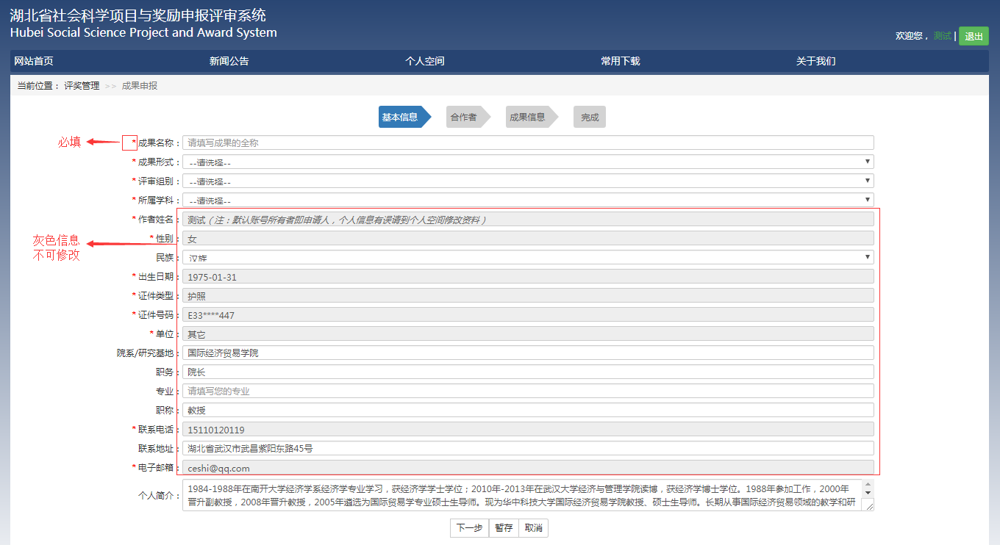 湖北省社会科学项目与奖励申报评审系统
Hubei Social Science Project and Award System
欢迎您， 测试 | 退出
网站首页 新闻公告 个人空间 常用下载 关于我们
当前位置： 评奖管理 >> 成果申报
基本信息 合作者 成果信息 完成
必填
* 成果名称： 请填写成果的全称
* 成果形式： --请选择--
* 评审组别： --请选择--
* 所属学科： --请选择--
* 作者姓名： 测试（注：默认账号所有者即申请人，个人信息有误请到个人空间修改资料）
灰色信息
不可修改
* 性别： 女
民族： 汉族
* 出生日期： 1975-01-31
* 证件类型： 护照
* 证件号码： E33****447
* 单位： 其它
院系/研究基地： 国际经济贸易学院
职务： 院长
专业： 请填写您的专业
职称： 教授
* 联系电话： 15110120119
联系地址： 湖北省武汉市武昌紫阳东路45号
* 电子邮箱： ceshi@qq.com
个人简介： 1984-1988年在南开大学经济学系经济学专业学习，获经济学学士学位；2010年-2013年在武汉大学经济与管理学院读博，获经济学博士学位。1988年参加工作，2000年
晋升副教授，2008年晋升教授，2005年遴选为国际贸易学专业硕士生导师。现为华中科技大学国际经济贸易学院教授、硕士生导师。长期从事国际经济贸易领域的教学和研
下一步 暂存 取消